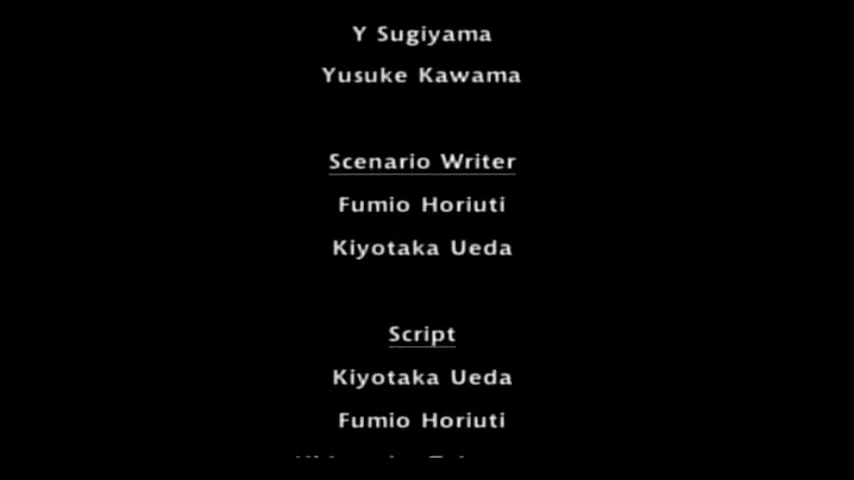 Y Sugiyama
Yusuke Kawama
Scenario Writer
Fumio Horiuti
Kiyotaka Ueda
Script
Kiyotaka Ueda
Fumio Horiuti